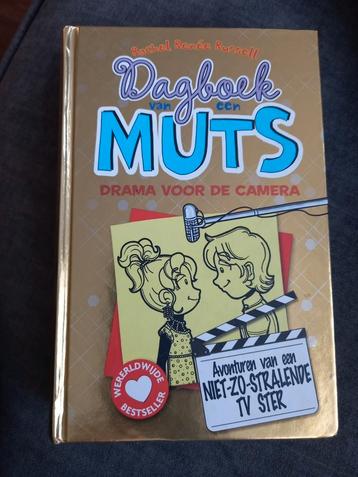 Rachel Renée Russell
Dagboek
van een
MUTS
DRAMA VOOR DE CAMERA
Avonturen van een
NIET-ZO-STRALENDE
TV STER
WERERLDWIJDE
BESTSELLER